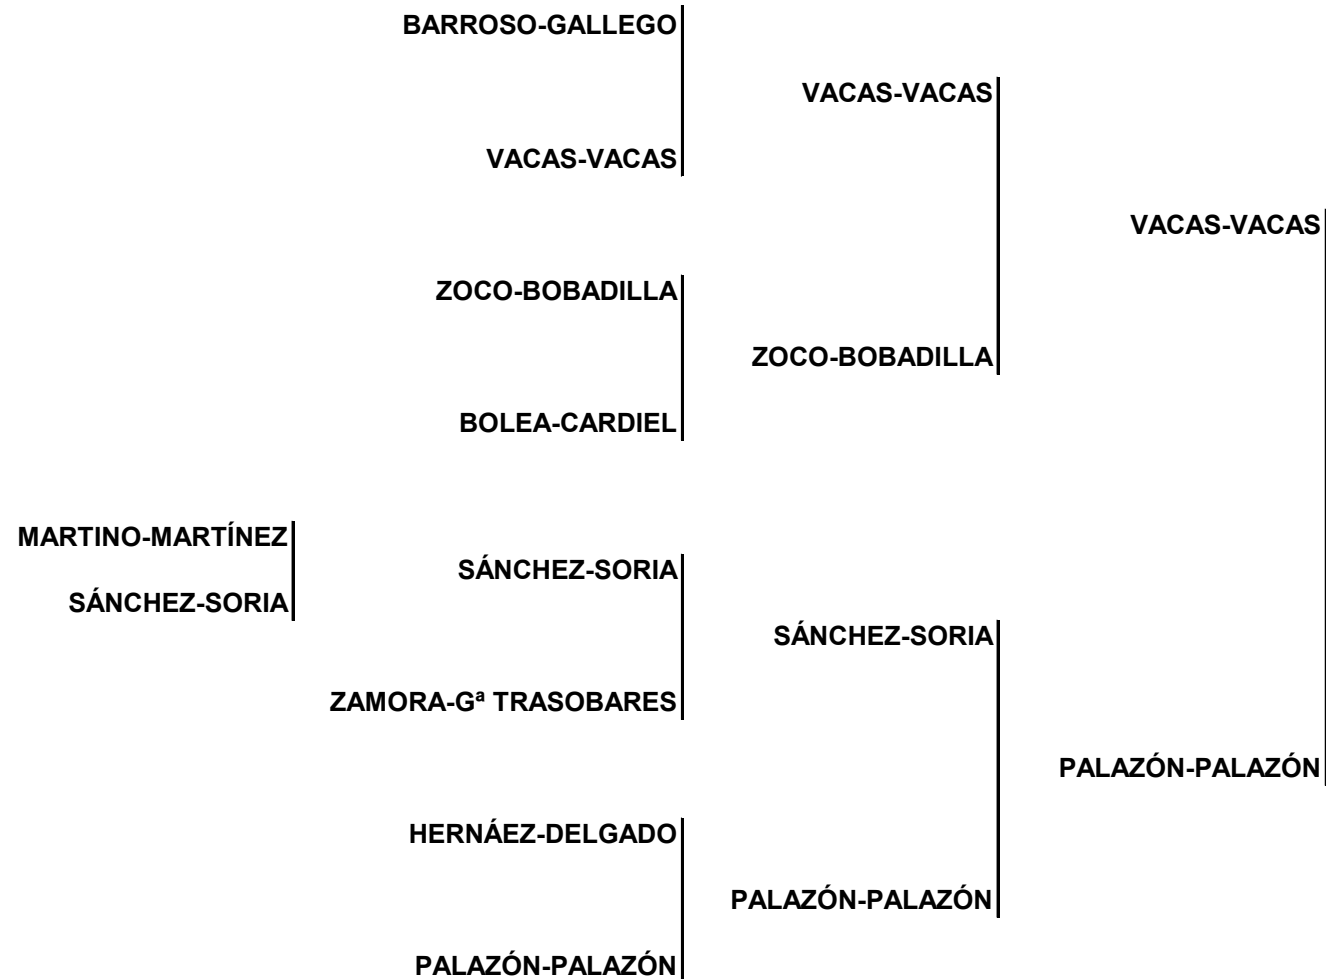 BARROSO-GALLEGO
VACAS-VACAS
VACAS-VACAS
VACAS-VACAS
ZOCO-BOBADILLA
ZOCO-BOBADILLA
BOLEA-CARDIEL
MARTINO-MARTÍNEZ
SÁNCHEZ-SORIA
SÁNCHEZ-SORIA
SÁNCHEZ-SORIA
ZAMORA-Gª TRASOBARES
PALAZÓN-PALAZÓN
HERNÁEZ-DELGADO
PALAZÓN-PALAZÓN
PALAZÓN-PALAZÓN